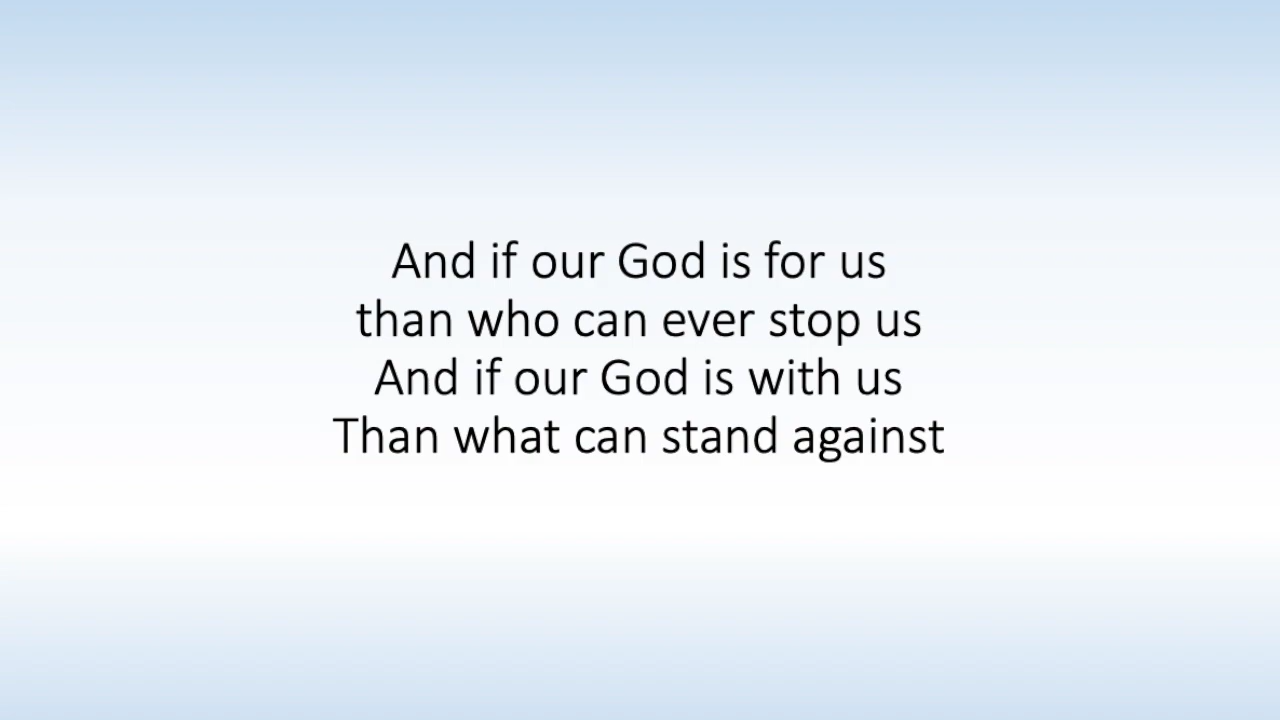 And if our God is for us
than who can ever stop us
And if our God is with us
Than what can stand against